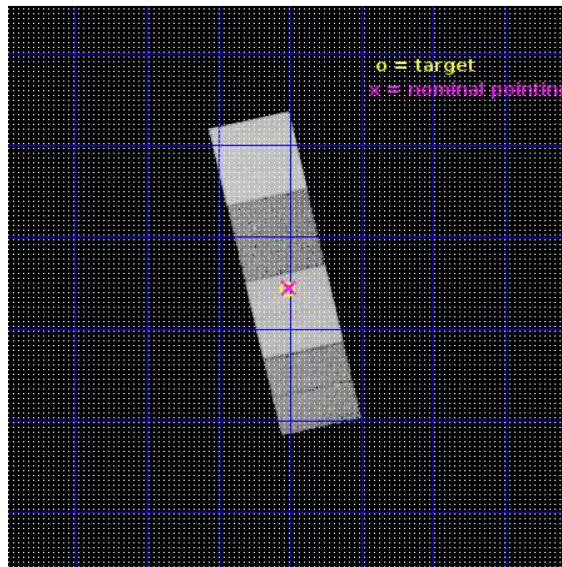 o = target
x = nominal pointing